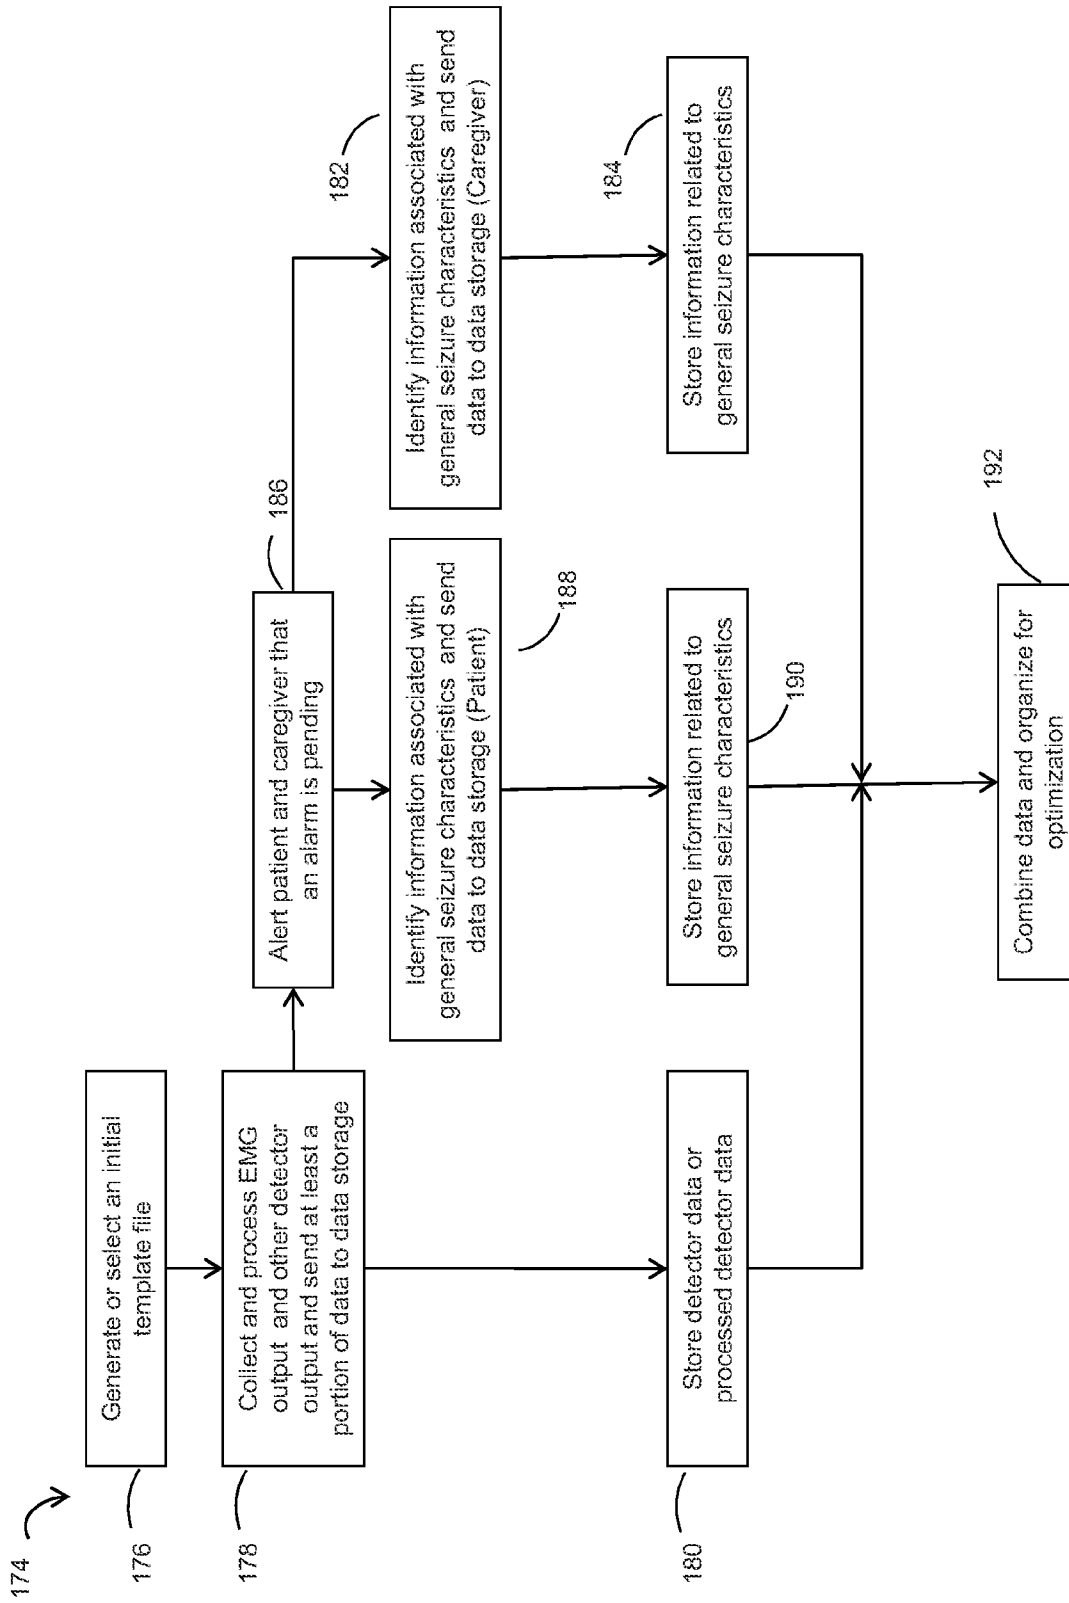 174
176
Generate or select an initial
template file
178
Collect and process EMG
output and other detector
output and send at least a
portion of data to data storage
186
Alert patient and caregiver that
an alarm is pending
182
Identify information associated with
general seizure characteristics and send
data to data storage (Caregiver)
188
Identify information associated with
general seizure characteristics and send
data to data storage (Patient)
180
Store detector data or
processed detector data
190
Store information related to
general seizure characteristics
184
Store information related to
general seizure characteristics
192
Combine data and organize for
optimization